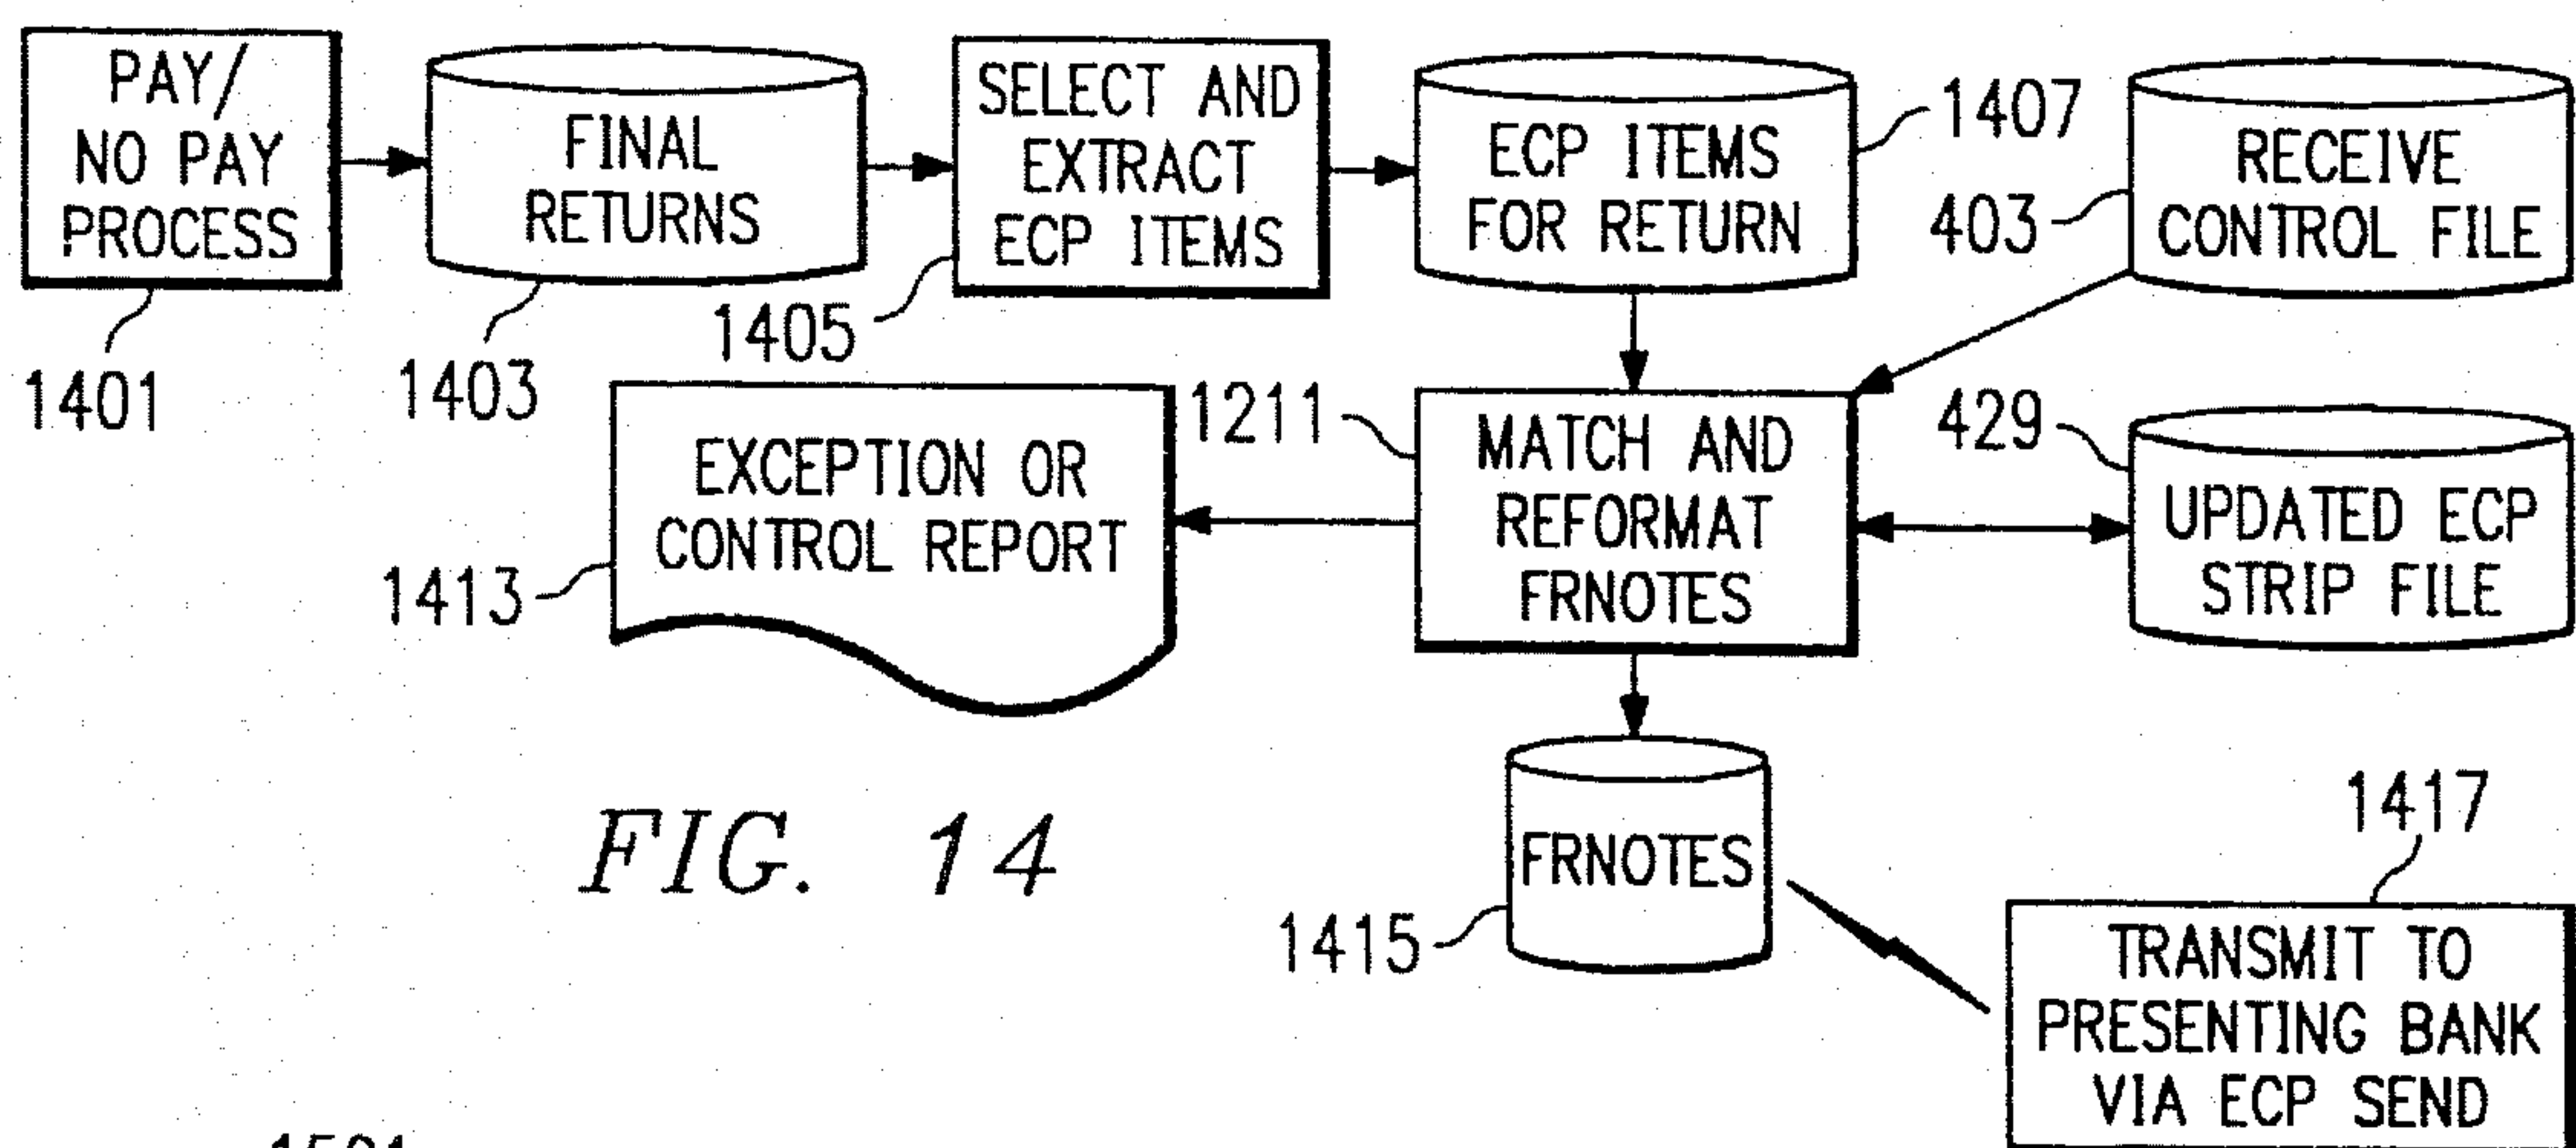 PAY/
NO PAY
PROCESS
1401
FINAL
RETURNS
1403
SELECT AND
EXTRACT
ECP ITEMS
1405
ECP ITEMS
FOR RETURN
1407
RECEIVE
CONTROL FILE
403
EXCEPTION OR
CONTROL REPORT
1413
1211
MATCH AND
REFORMAT
FRNOTES
429
UPDATED ECP
STRIP FILE
FRNOTES
1415
1417
TRANSMIT TO
PRESENTING BANK
VIA ECP SEND
FIG. 14